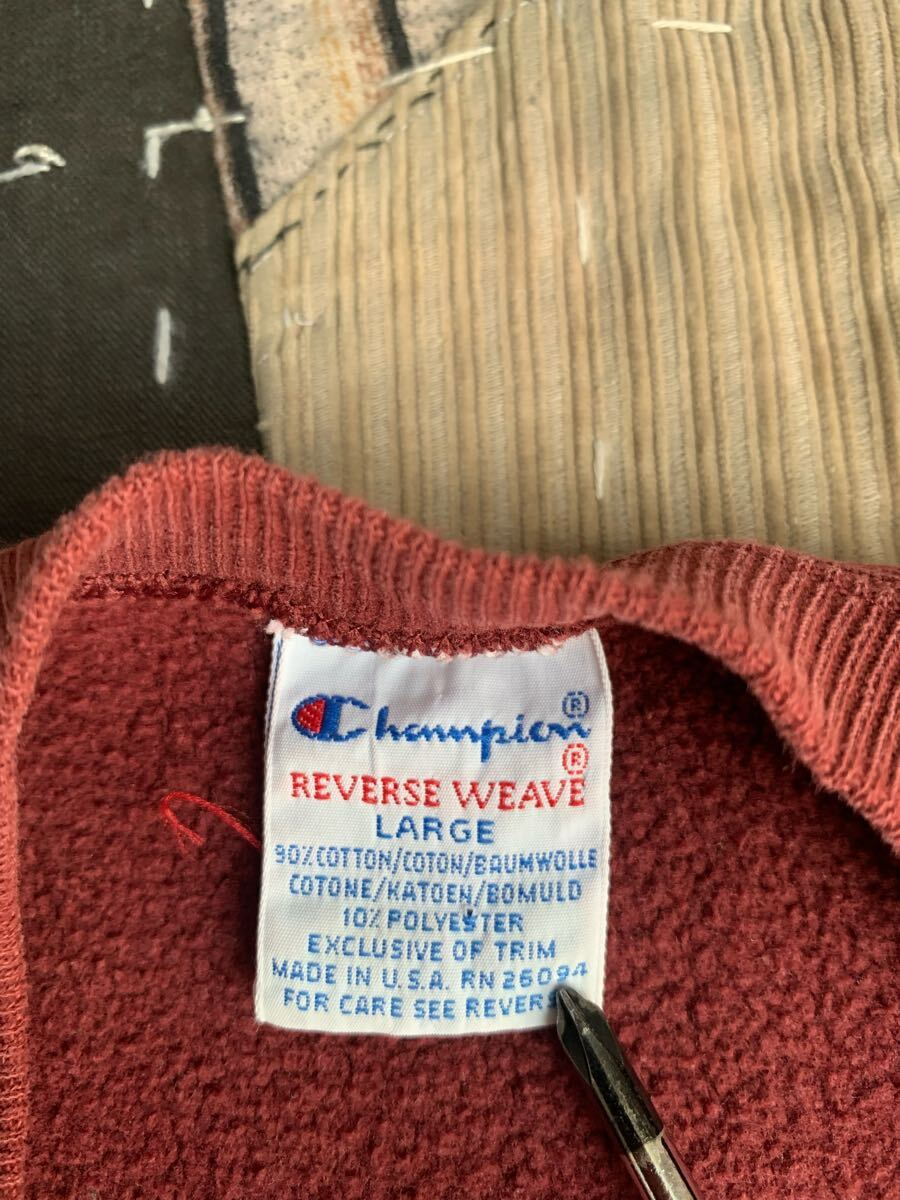 Champion®
REVERSE WEAVE®
LARGE
90% COTTON/COTON/BAUMWOLLE
COTONE/KATOEN/BOMULD
10% POLYESTER
EXCLUSIVE OF TRIM
MADE IN U.S.A. RN 26094
FOR CARE SEE REVERS